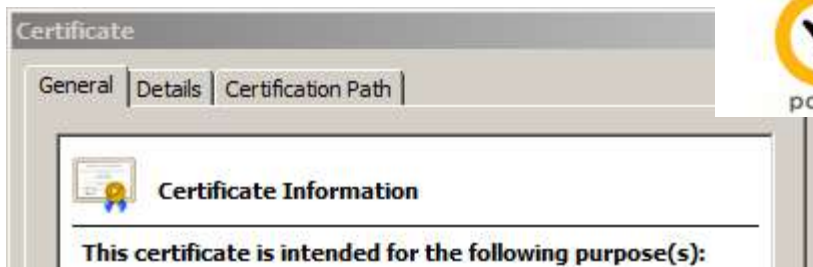 Certificate
General Details Certification Path
Certificate Information
This certificate is intended for the following purpose(s):